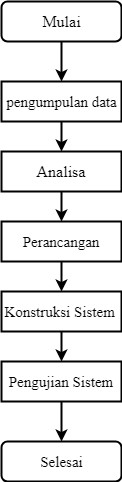 Mulai
pengumpulan data
Analisa
Perancangan
Konstruksi Sistem
Pengujian Sistem
Selesai